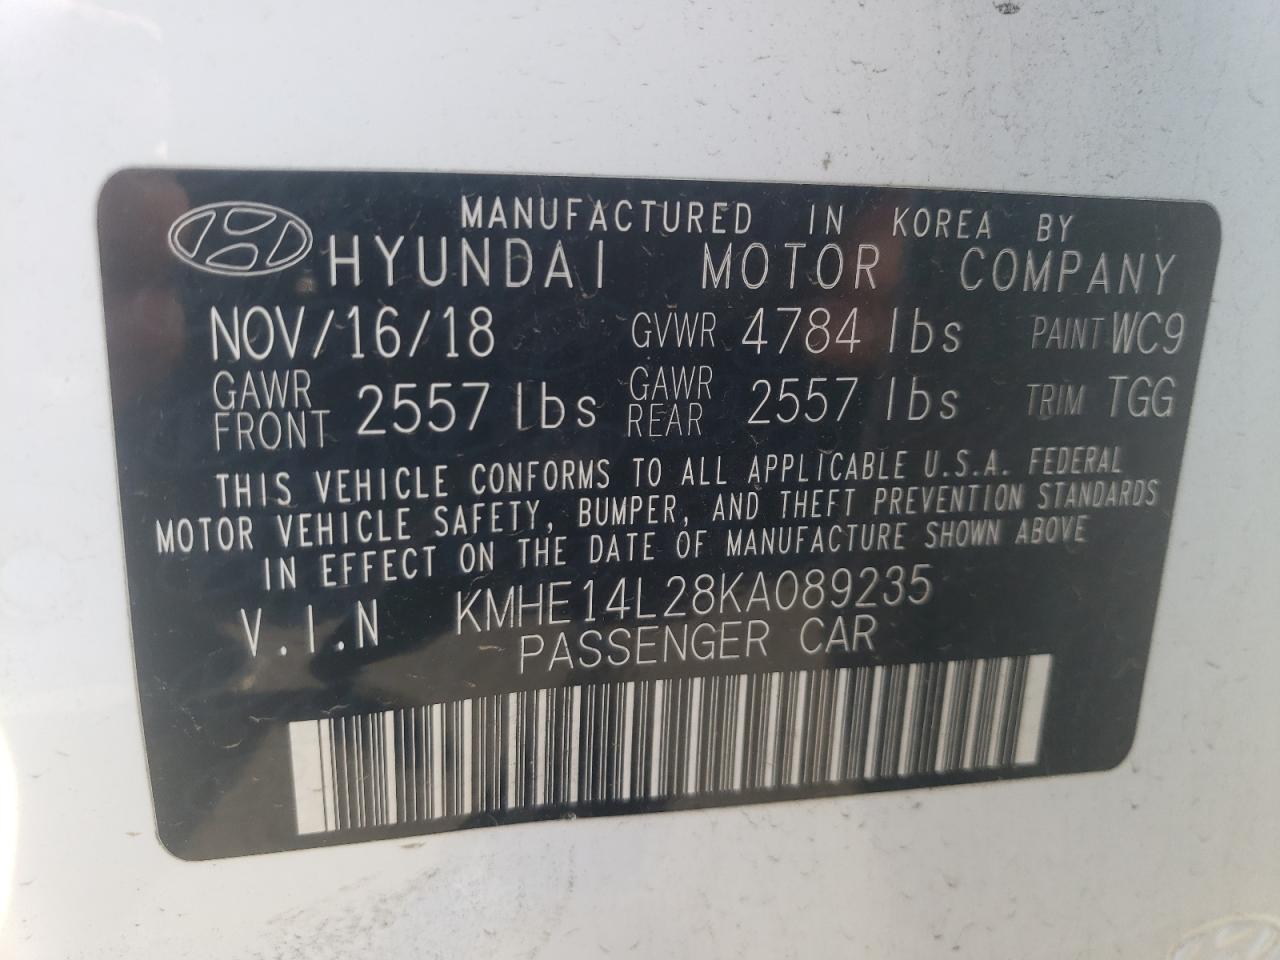 MANUFACTURED IN KOREA BY
HYUNDAI MOTOR COMPANY
NOV/16/18 GVWR 4784 lbs PAINT WC9
GAWR FRONT 2557 lbs GAWR REAR 2557 lbs TRIM TGG
THIS VEHICLE CONFORMS TO ALL APPLICABLE U.S.A. FEDERAL
MOTOR VEHICLE SAFETY, BUMPER, AND THEFT PREVENTION STANDARDS
IN EFFECT ON THE DATE OF MANUFACTURE SHOWN ABOVE
V.I.N KMHE14L28KA089235
PASSENGER CAR